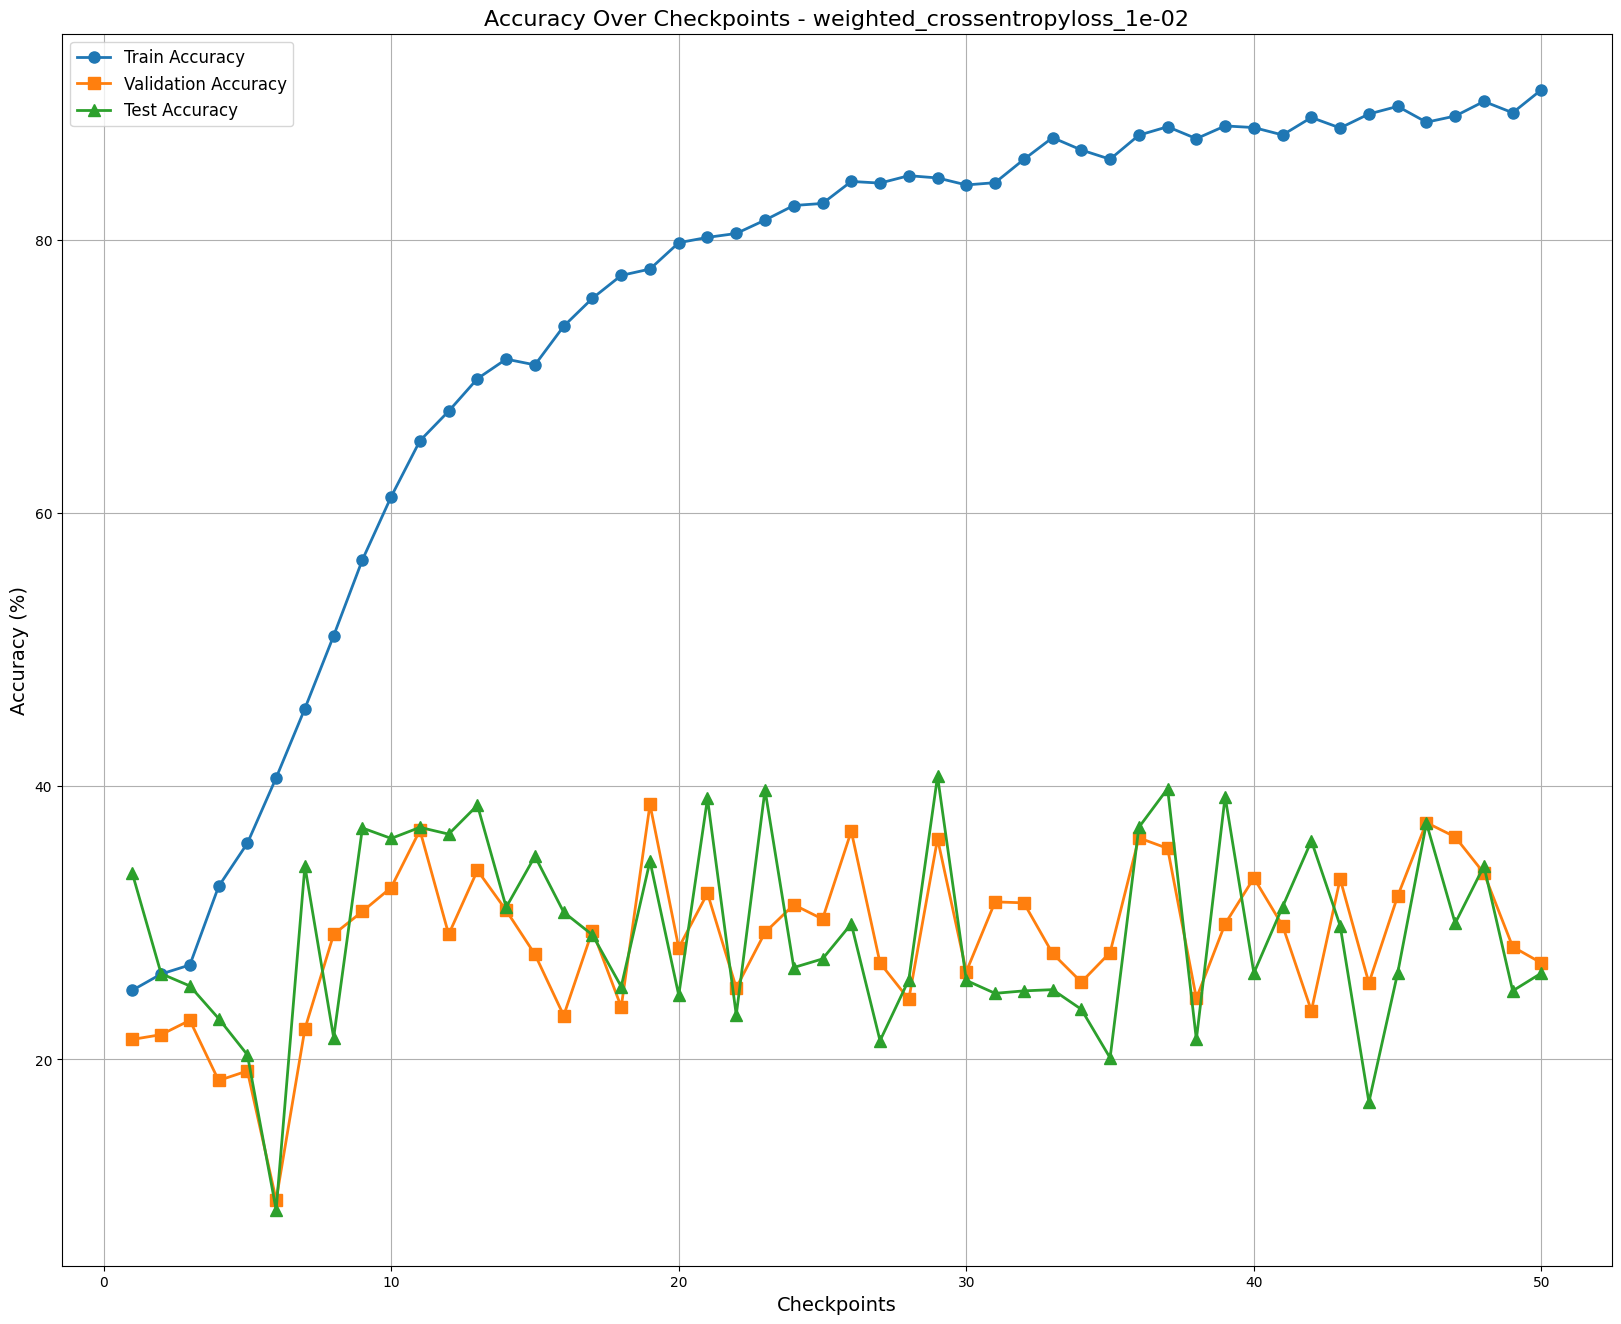 Accuracy Over Checkpoints - weighted_crossentropyloss_1e-02
Train Accuracy
Validation Accuracy
Test Accuracy
Accuracy (%)
80
60
40
20
0 10 20 30 40 50
Checkpoints